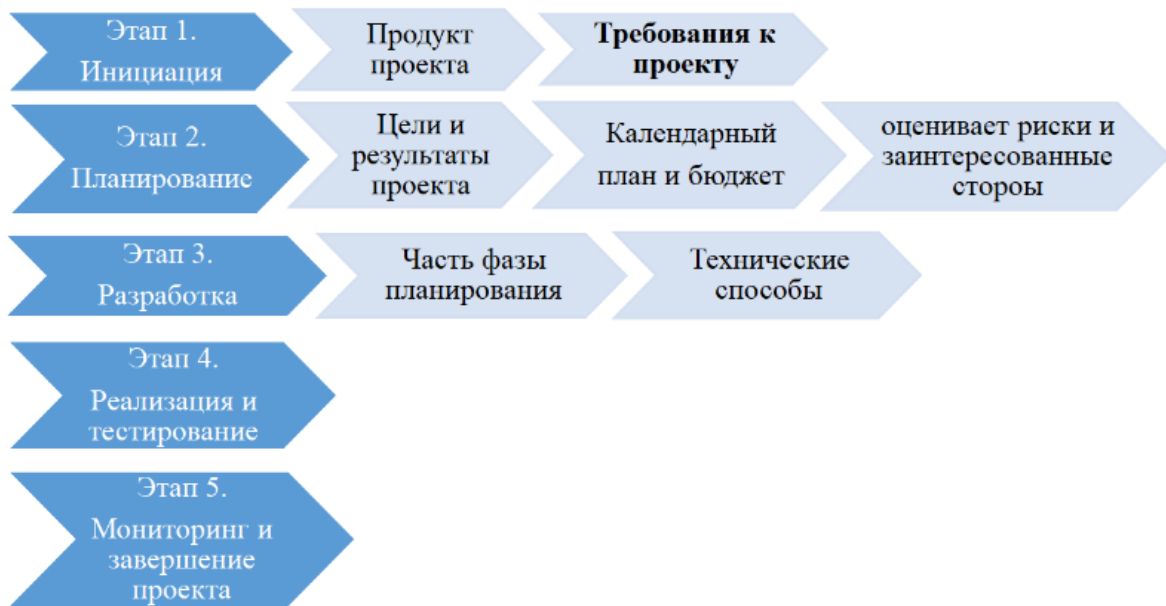 Этап 1.
Инициация
Продукт
проекта
Требования к
проекту
Этап 2.
Планирование
Цели и
результаты
проекта
Календарный
план и бюджет
оценивает риски и
заинтересованные
стороы
Этап 3.
Разработка
Часть фазы
планирования
Технические
способы
Этап 4.
Реализация и
тестирование
Этап 5.
Мониторинг и
завершение
проекта